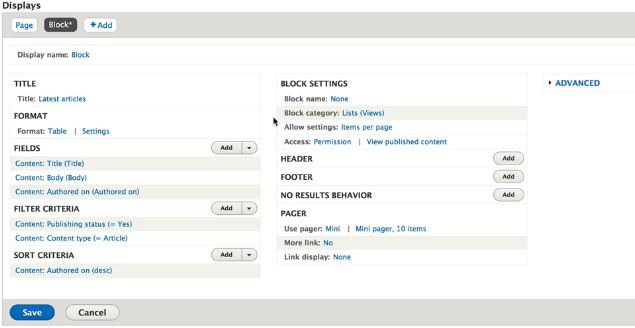 Displays
Page
Block*
+ Add
Display name: Block
TITLE
Title: Latest articles
FORMAT
Format: Table | Settings
FIELDS
Add
Content: Title (Title)
Content: Body (Body)
Content: Authored on (Authored on)
FILTER CRITERIA
Add
Content: Publishing status (= Yes)
Content: Content type (= Article)
SORT CRITERIA
Add
Content: Authored on (desc)
BLOCK SETTINGS
Block name: None
Block category: Lists (Views)
Allow settings: Items per page
Access: Permission | View published content
HEADER
Add
FOOTER
Add
NO RESULTS BEHAVIOR
Add
PAGER
Use pager: Mini | Mini pager, 10 items
More link: No
Link display: None
ADVANCED
Save
Cancel